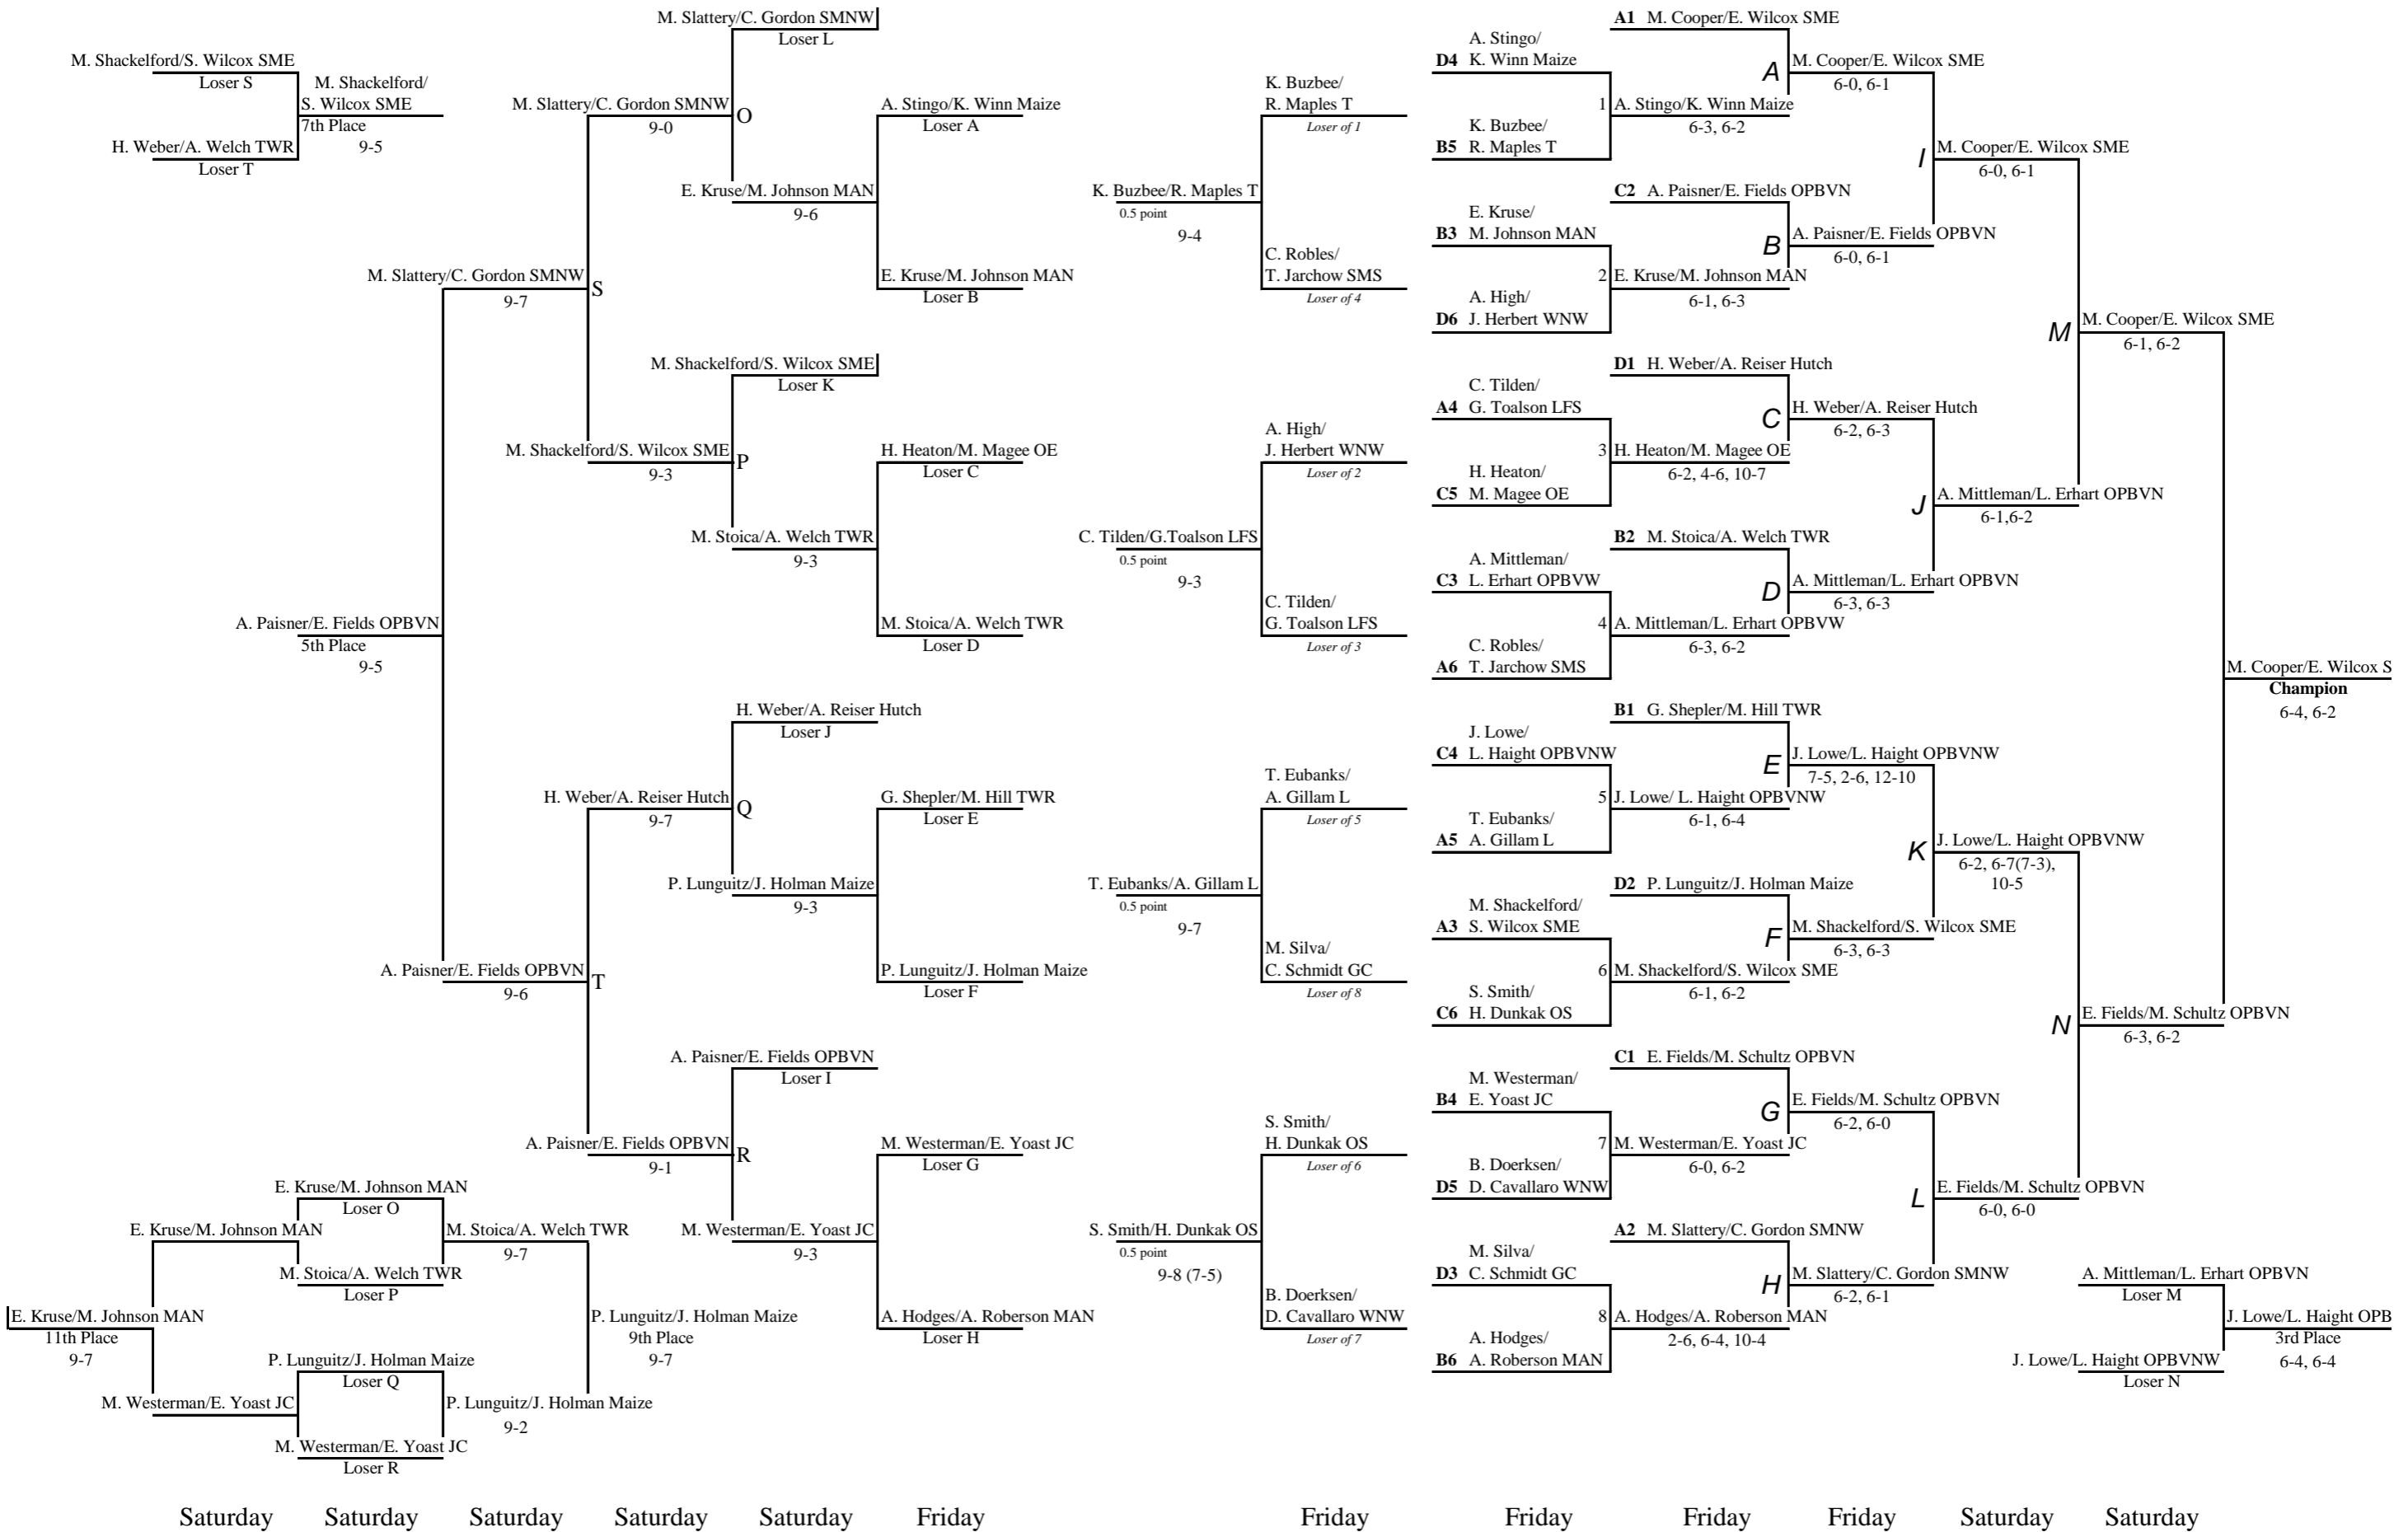 M. Shackelford/S. Wilcox SME
Loser S
M. Shackelford/
S. Wilcox SME
7th Place
9-5
H. Weber/A. Welch TWR
Loser T
M. Slattery/C. Gordon SMNW
Loser L
M. Slattery/C. Gordon SMNW
9-0
O
E. Kruse/M. Johnson MAN
9-6
A. Stingo/K. Winn Maize
Loser A
E. Kruse/M. Johnson MAN
Loser B
M. Slattery/C. Gordon SMNW
9-7
S
M. Shackelford/S. Wilcox SME
Loser K
M. Shackelford/S. Wilcox SME
9-3
P
M. Stoica/A. Welch TWR
9-3
H. Heaton/M. Magee OE
Loser C
M. Stoica/A. Welch TWR
Loser D
A. Paisner/E. Fields OPBVN
5th Place
9-5
H. Weber/A. Reiser Hutch
Loser J
H. Weber/A. Reiser Hutch
9-7
Q
P. Lunguitz/J. Holman Maize
9-3
G. Shepler/M. Hill TWR
Loser E
P. Lunguitz/J. Holman Maize
Loser F
A. Paisner/E. Fields OPBVN
9-6
T
A. Paisner/E. Fields OPBVN
Loser I
A. Paisner/E. Fields OPBVN
9-1
R
M. Westerman/E. Yoast JC
9-3
M. Westerman/E. Yoast JC
Loser G
A. Hodges/A. Roberson MAN
Loser H
E. Kruse/M. Johnson MAN
Loser O
E. Kruse/M. Johnson MAN
M. Stoica/A. Welch TWR
9-7
M. Stoica/A. Welch TWR
Loser P
E. Kruse/M. Johnson MAN
11th Place
9-7
P. Lunguitz/J. Holman Maize
9th Place
9-7
P. Lunguitz/J. Holman Maize
Loser Q
M. Westerman/E. Yoast JC
P. Lunguitz/J. Holman Maize
9-2
M. Westerman/E. Yoast JC
Loser R
K. Buzbee/
R. Maples T
Loser of 1
K. Buzbee/R. Maples T
0.5 point
9-4
C. Robles/
T. Jarchow SMS
Loser of 4
A. High/
J. Herbert WNW
Loser of 2
C. Tilden/G.Toalson LFS
0.5 point
9-3
C. Tilden/
G. Toalson LFS
Loser of 3
T. Eubanks/
A. Gillam L
Loser of 5
T. Eubanks/A. Gillam L
0.5 point
9-7
M. Silva/
C. Schmidt GC
Loser of 8
S. Smith/
H. Dunkak OS
Loser of 6
S. Smith/H. Dunkak OS
0.5 point
9-8 (7-5)
B. Doerksen/
D. Cavallaro WNW
Loser of 7
A1 M. Cooper/E. Wilcox SME
A. Stingo/
D4 K. Winn Maize
A
M. Cooper/E. Wilcox SME
6-0, 6-1
1 A. Stingo/K. Winn Maize
6-3, 6-2
K. Buzbee/
B5 R. Maples T
I
M. Cooper/E. Wilcox SME
6-0, 6-1
C2 A. Paisner/E. Fields OPBVN
E. Kruse/
B3 M. Johnson MAN
B
A. Paisner/E. Fields OPBVN
6-0, 6-1
2 E. Kruse/M. Johnson MAN
6-1, 6-3
A. High/
D6 J. Herbert WNW
M
M. Cooper/E. Wilcox SME
6-1, 6-2
D1 H. Weber/A. Reiser Hutch
C. Tilden/
A4 G. Toalson LFS
C
H. Weber/A. Reiser Hutch
6-2, 6-3
3 H. Heaton/M. Magee OE
6-2, 4-6, 10-7
H. Heaton/
C5 M. Magee OE
J
A. Mittleman/L. Erhart OPBVN
6-1,6-2
B2 M. Stoica/A. Welch TWR
A. Mittleman/
C3 L. Erhart OPBVW
D
A. Mittleman/L. Erhart OPBVN
6-3, 6-3
4 A. Mittleman/L. Erhart OPBVW
6-3, 6-2
C. Robles/
A6 T. Jarchow SMS
M. Cooper/E. Wilcox S
Champion
6-4, 6-2
B1 G. Shepler/M. Hill TWR
J. Lowe/
C4 L. Haight OPBVNW
E
J. Lowe/L. Haight OPBVNW
7-5, 2-6, 12-10
5 J. Lowe/ L. Haight OPBVNW
6-1, 6-4
T. Eubanks/
A5 A. Gillam L
K
J. Lowe/L. Haight OPBVNW
6-2, 6-7(7-3),
10-5
D2 P. Lunguitz/J. Holman Maize
M. Shackelford/
A3 S. Wilcox SME
F
M. Shackelford/S. Wilcox SME
6-3, 6-3
6 M. Shackelford/S. Wilcox SME
6-1, 6-2
S. Smith/
C6 H. Dunkak OS
N
E. Fields/M. Schultz OPBVN
6-3, 6-2
C1 E. Fields/M. Schultz OPBVN
M. Westerman/
B4 E. Yoast JC
G
E. Fields/M. Schultz OPBVN
6-2, 6-0
7 M. Westerman/E. Yoast JC
6-0, 6-2
B. Doerksen/
D5 D. Cavallaro WNW
L
E. Fields/M. Schultz OPBVN
6-0, 6-0
A2 M. Slattery/C. Gordon SMNW
M. Silva/
D3 C. Schmidt GC
H
M. Slattery/C. Gordon SMNW
6-2, 6-1
8 A. Hodges/A. Roberson MAN
2-6, 6-4, 10-4
A. Hodges/
B6 A. Roberson MAN
A. Mittleman/L. Erhart OPBVN
Loser M
J. Lowe/L. Haight OPB
3rd Place
6-4, 6-4
J. Lowe/L. Haight OPBVNW
Loser N
Saturday Saturday Saturday Saturday Saturday Friday Friday Friday Friday Friday Saturday Saturday